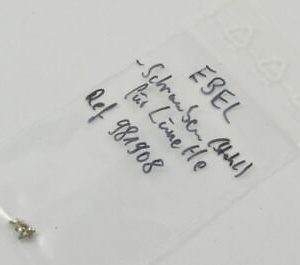 EBEL
-Schrauben (Stahl)
für Lünette
Ref 981908